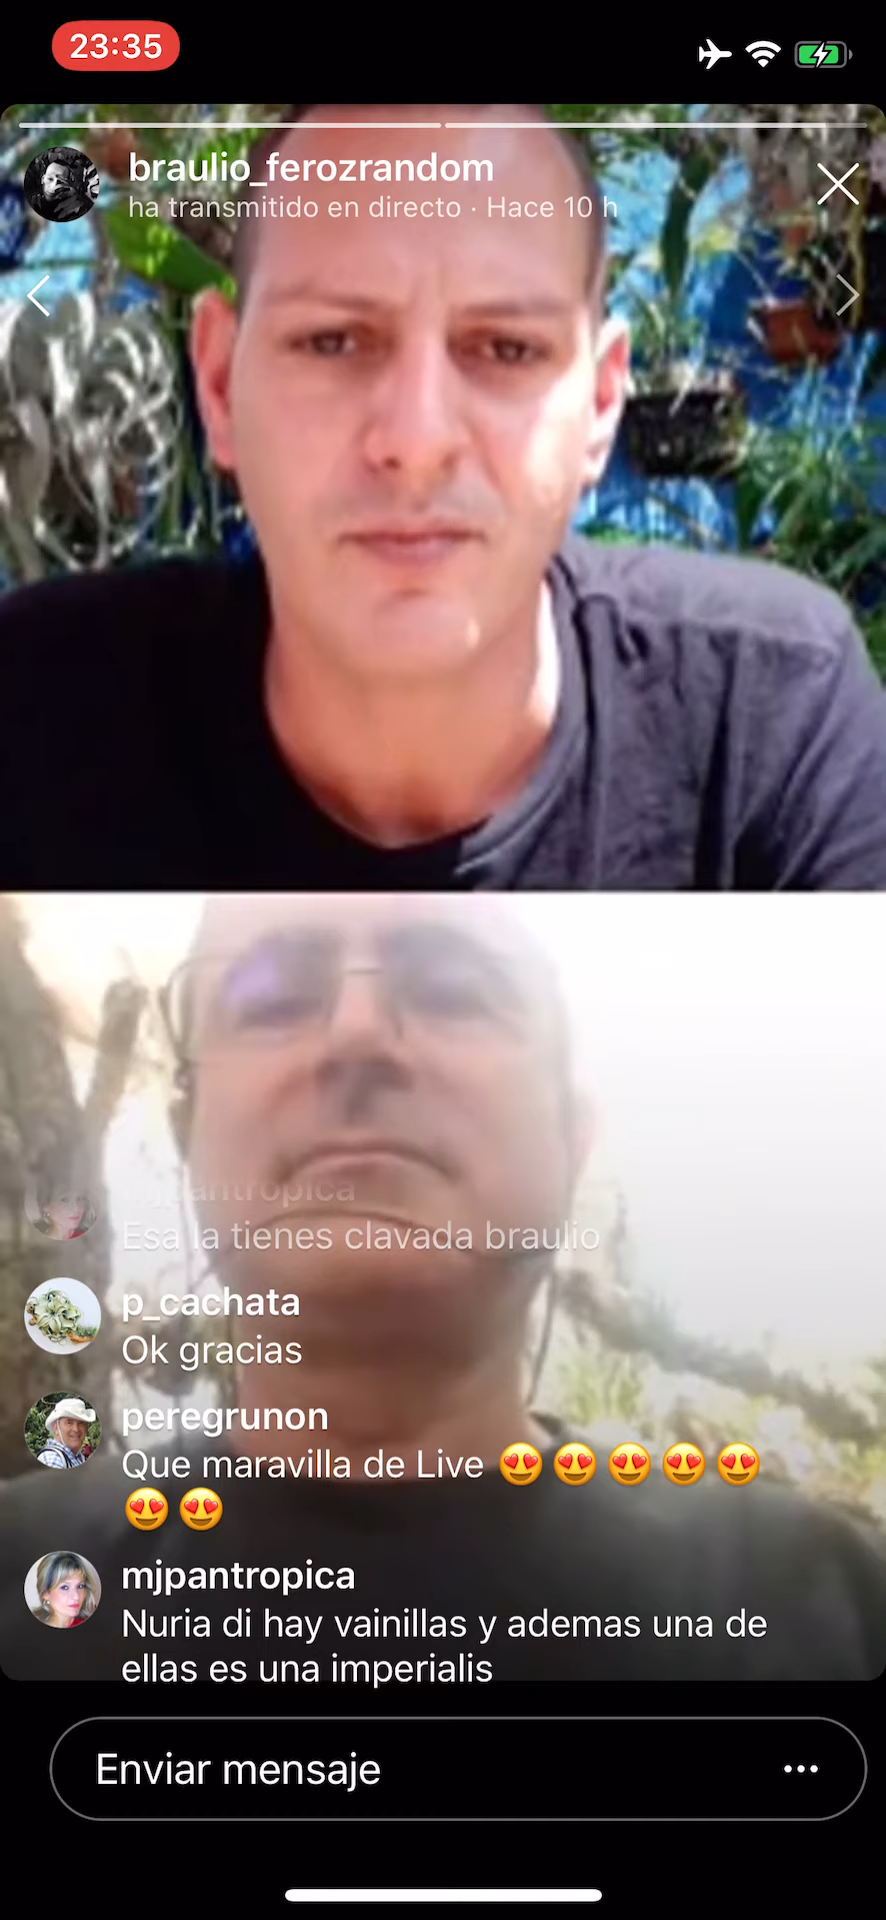 23:35
braulio_ferozrandom
ha transmitido en directo · Hace 10 h
mjpantropica
Esa la tienes clavada braulio
p_cachata
Ok gracias
peregrunon
Que maravilla de Live 😍😍😍😍😍
😍😍
mjpantropica
Nuria di hay vainillas y ademas una de
ellas es una imperialis
Enviar mensaje